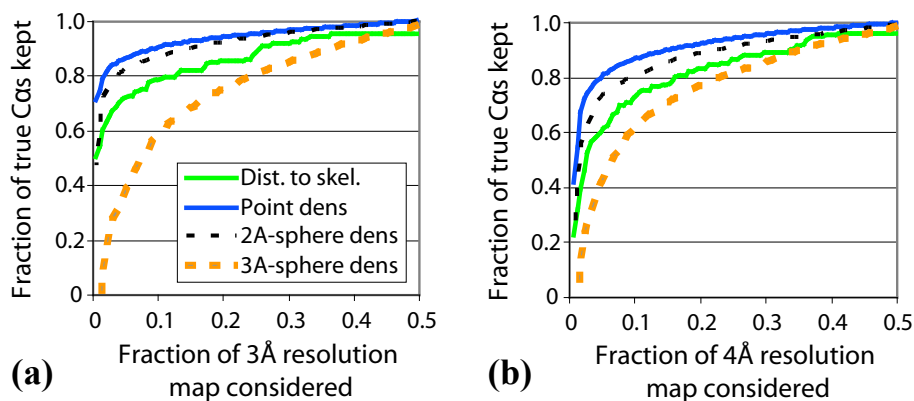 Fraction of true Cαs kept
1.0
0.8
0.6
0.4
0.2
0
Dist. to skel.
Point dens
2A-sphere dens
3A-sphere dens
0 0.1 0.2 0.3 0.4 0.5
Fraction of 3Å resolution
map considered
(a)
Fraction of true Cαs kept
1.0
0.8
0.6
0.4
0.2
0
0 0.1 0.2 0.3 0.4 0.5
Fraction of 4Å resolution
map considered
(b)